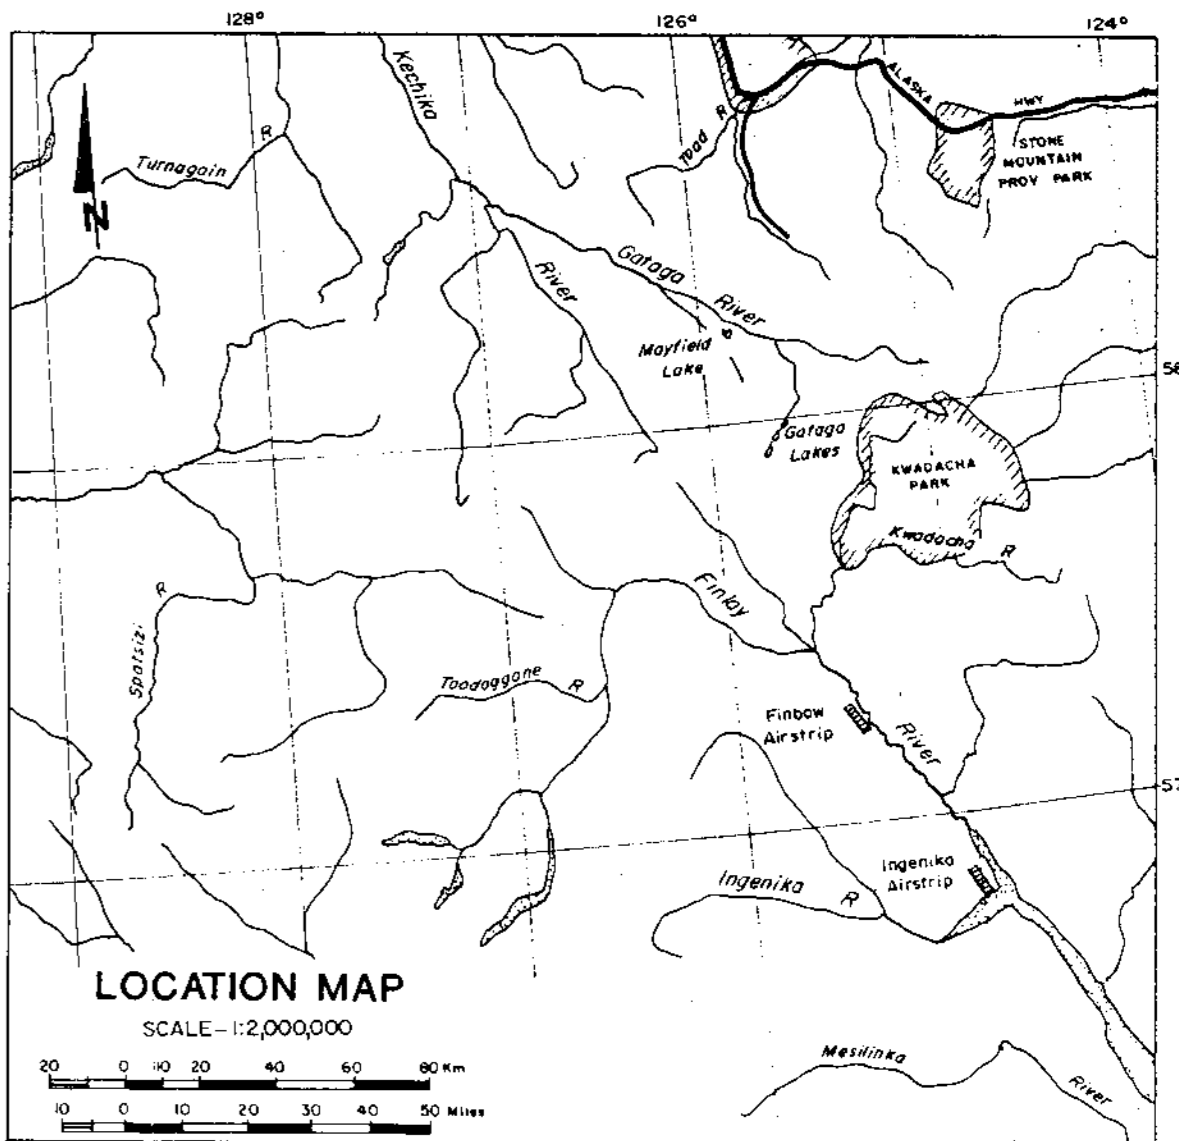 128°
126°
124°
Kechika
ALASKA
HWY
Toad R
STONE
MOUNTAIN
PROV PARK
Turnagain R
N
Gataga River
River
Mayfield
Lake
58
Gataga
Lakes
KWADACHA
PARK
Kwadacha R
Finlay
Spatsizi R
Toodoggone R
Finbow
Airstrip
River
57
Ingenika
Airstrip
Ingenika R
LOCATION MAP
SCALE-1:2,000,000
20 0 10 20 40 60 80 Km
10 0 10 20 30 40 50 Miles
Mesilinka River